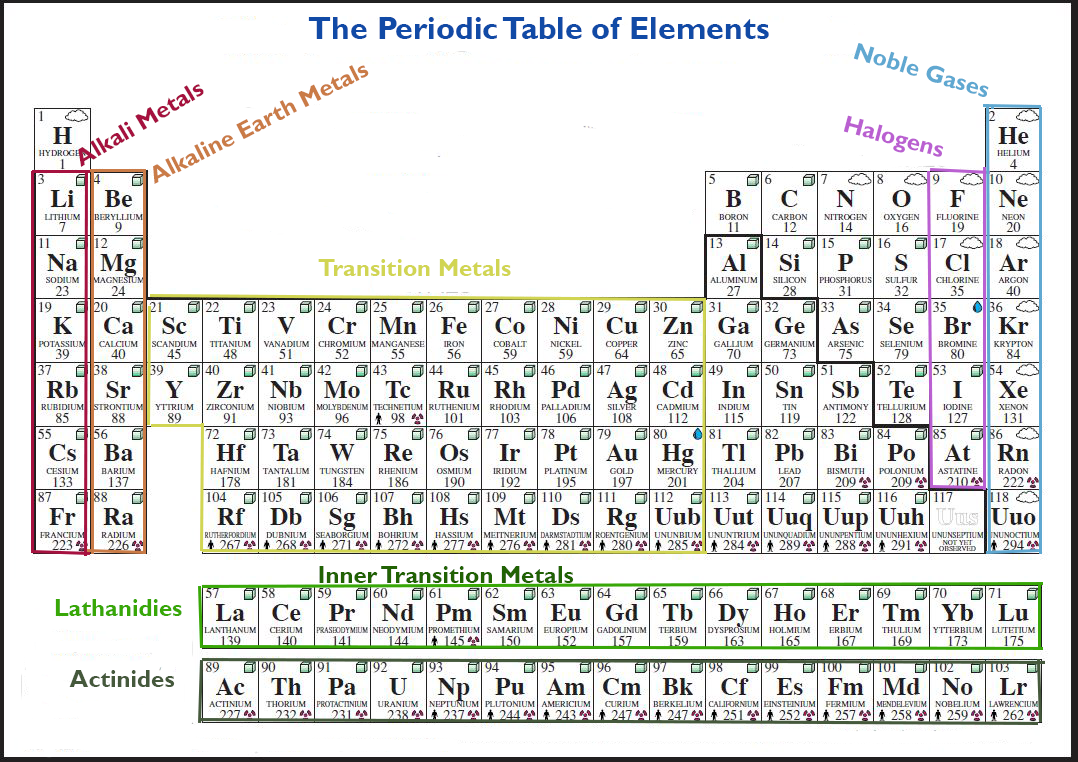 The Periodic Table of Elements
Noble Gases
Alkaline Earth Metals
Alkali Metals
Halogens
1 2
H He
HYDROGEN HELIUM
1 4
3 4 5 6 7 8 9 10
Li Be B C N O F Ne
LITHIUM BERYLLIUM BORON CARBON NITROGEN OXYGEN FLUORINE NEON
7 9 11 12 14 16 19 20
11 12 13 14 15 16 17 18
Na Mg Al Si P S Cl Ar
SODIUM MAGNESIUM ALUMINUM SILICON PHOSPHORUS SULFUR CHLORINE ARGON
23 24 27 28 31 32 35 40
Transition Metals
19 20 21 22 23 24 25 26 27 28 29 30 31 32 33 34 35 36
K Ca Sc Ti V Cr Mn Fe Co Ni Cu Zn Ga Ge As Se Br Kr
POTASSIUM CALCIUM SCANDIUM TITANIUM VANADIUM CHROMIUM MANGANESE IRON COBALT NICKEL COPPER ZINC GALLIUM GERMANIUM ARSENIC SELENIUM BROMINE KRYPTON
39 40 45 48 51 52 55 56 59 59 64 65 70 73 75 79 80 84
37 38 39 40 41 42 43 44 45 46 47 48 49 50 51 52 53 54
Rb Sr Y Zr Nb Mo Tc Ru Rh Pd Ag Cd In Sn Sb Te I Xe
RUBIDIUM STRONTIUM YTTRIUM ZIRCONIUM NIOBIUM MOLYBDENUM TECHNETIUM RUTHENIUM RHODIUM PALLADIUM SILVER CADMIUM INDIUM TIN ANTIMONY TELLURIUM IODINE XENON
85 88 89 91 93 96 98 101 103 106 108 112 115 119 122 128 127 131
55 56 72 73 74 75 76 77 78 79 80 81 82 83 84 85 86
Cs Ba Hf Ta W Re Os Ir Pt Au Hg Tl Pb Bi Po At Rn
CESIUM BARIUM HAFNIUM TANTALUM TUNGSTEN RHENIUM OSMIUM IRIDIUM PLATINUM GOLD MERCURY THALLIUM LEAD BISMUTH POLONIUM ASTATINE RADON
133 137 178 181 184 186 190 192 195 197 201 204 207 209 209 210 222
87 88 104 105 106 107 108 109 110 111 112 113 114 115 116 117 118
Fr Ra Rf Db Sg Bh Hs Mt Ds Rg Uub Uut Uuq Uup Uuh Uus Uuo
FRANCIUM RADIUM RUTHERFORDIUM DUBNIUM SEABORGIUM BOHRIUM HASSIUM MEITNERIUM DARMSTADTIUM ROENTGENIUM UNUNBIUM UNUNTRIUM UNUNQUADIUM UNUNPENTIUM UNUNHEXIUM UNUNSEPTIUM UNUNOCTIUM
223 226 267 268 271 272 277 276 281 280 285 284 289 288 291 NOT YET OBSERVED 294
Inner Transition Metals
Lathanidies
57 58 59 60 61 62 63 64 65 66 67 68 69 70 71
La Ce Pr Nd Pm Sm Eu Gd Tb Dy Ho Er Tm Yb Lu
LANTHANUM CERIUM PRASEODYMIUM NEODYMIUM PROMETHIUM SAMARIUM EUROPIUM GADOLINIUM TERBIUM DYSPROSIUM HOLMIUM ERBIUM THULIUM YTTERBIUM LUTETIUM
139 140 141 144 145 150 152 157 159 163 165 167 169 173 175
Actinides
89 90 91 92 93 94 95 96 97 98 99 100 101 102 103
Ac Th Pa U Np Pu Am Cm Bk Cf Es Fm Md No Lr
ACTINIUM THORIUM PROTACTINIUM URANIUM NEPTUNIUM PLUTONIUM AMERICIUM CURIUM BERKELIUM CALIFORNIUM EINSTEINIUM FERMIUM MENDELEVIUM NOBELIUM LAWRENCIUM
227 232 231 238 237 244 243 247 247 251 252 257 258 259 262